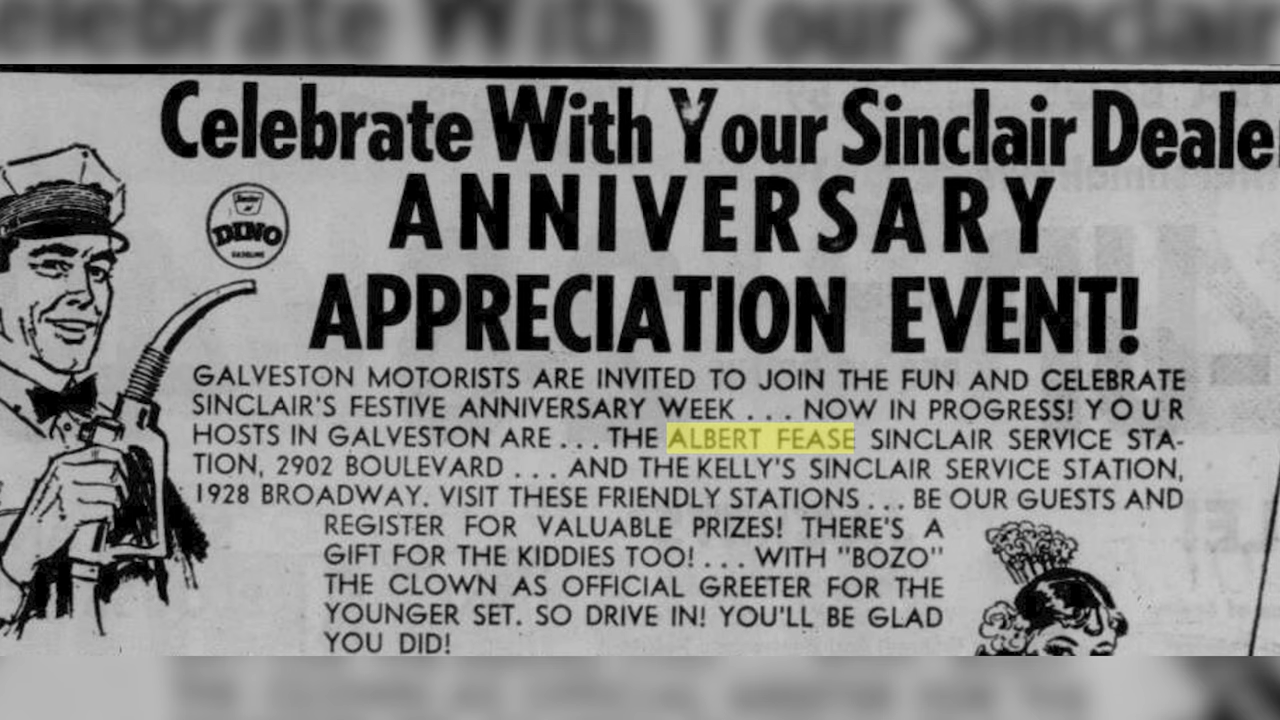 Celebrate With Your Sinclair Deale
ANNIVERSARY
DINO
GASOLINE
APPRECIATION EVENT!
GALVESTON MOTORISTS ARE INVITED TO JOIN THE FUN AND CELEBRATE
SINCLAIR'S FESTIVE ANNIVERSARY WEEK . . . NOW IN PROGRESS! YOUR
HOSTS IN GALVESTON ARE . . . THE ALBERT FEASE SINCLAIR SERVICE STA-
TION, 2902 BOULEVARD . . . AND THE KELLY'S SINCLAIR SERVICE STATION,
1928 BROADWAY. VISIT THESE FRIENDLY STATIONS . . . BE OUR GUESTS AND
REGISTER FOR VALUABLE PRIZES! THERE'S A
GIFT FOR THE KIDDIES TOO! . . . WITH "BOZO"
THE CLOWN AS OFFICIAL GREETER FOR THE
YOUNGER SET. SO DRIVE IN! YOU'LL BE GLAD
YOU DID!